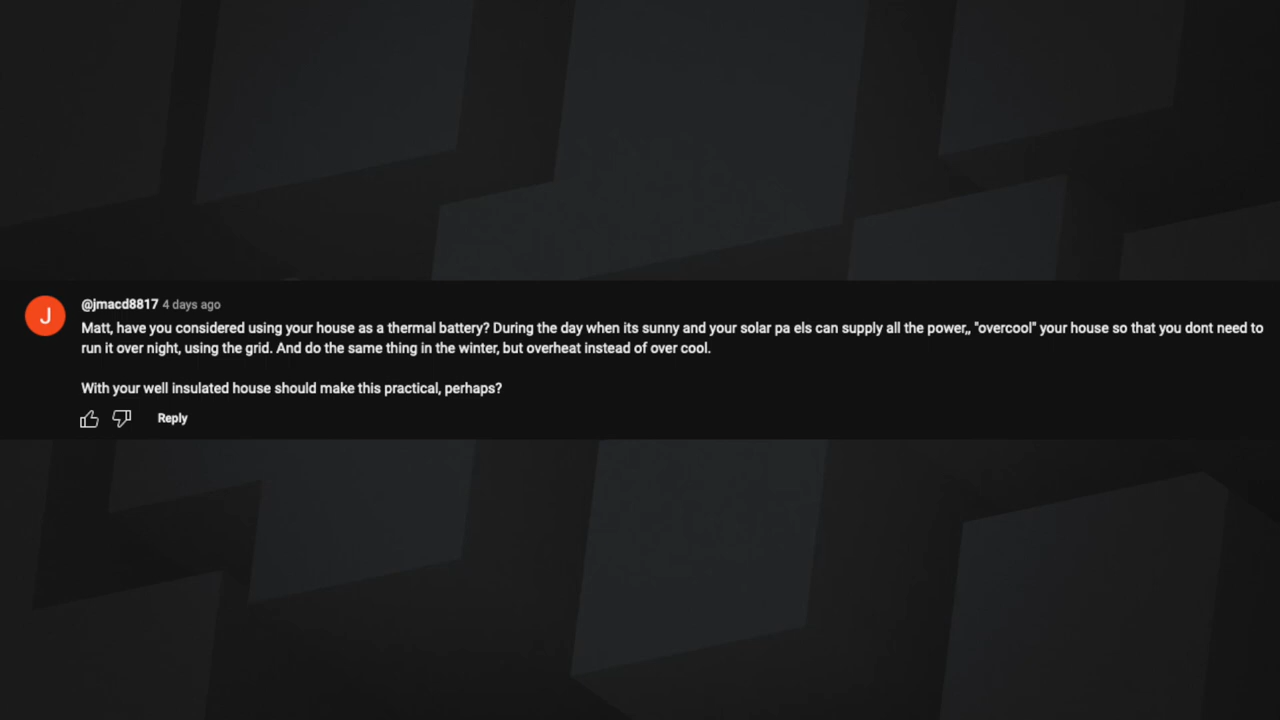 J
@jmacd8817 4 days ago
Matt, have you considered using your house as a thermal battery? During the day when its sunny and your solar pa els can supply all the power,, "overcool" your house so that you dont need to
run it over night, using the grid. And do the same thing in the winter, but overheat instead of over cool.
With your well insulated house should make this practical, perhaps?
Reply